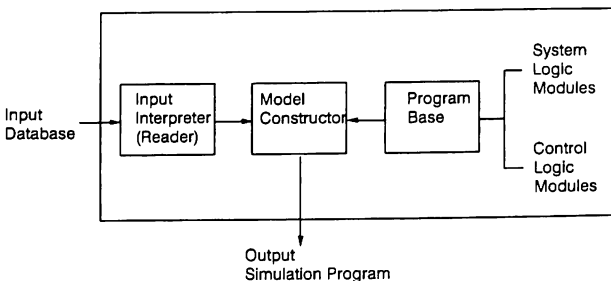 System
Logic
Modules
Input
Database
Input
Interpreter
(Reader)
Model
Constructor
Program
Base
Control
Logic
Modules
Output
Simulation Program